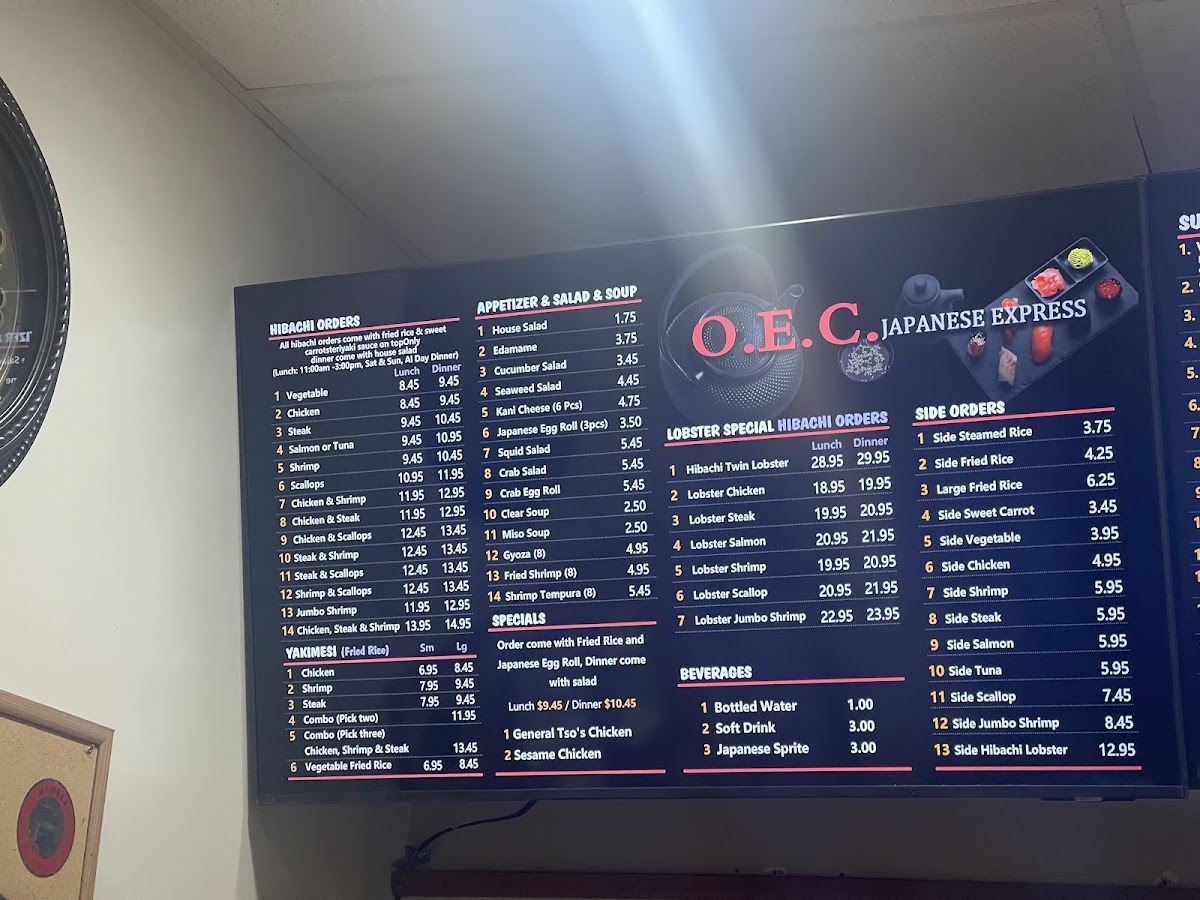 HIBACHI ORDERS
All hibachi orders come with fried rice & sweet
carrotsteriyaki sauce on topOnly
dinner come with house salad
(Lunch: 11:00am -3:00pm, Sat & Sun, Al Day Dinner)
Lunch Dinner
1 Vegetable 8.45 9.45
2 Chicken 8.45 9.45
3 Steak 9.45 10.45
4 Salmon or Tuna 9.45 10.95
5 Shrimp 9.45 10.45
6 Scallops 10.95 11.95
7 Chicken & Shrimp 11.95 12.95
8 Chicken & Steak 11.95 12.95
9 Chicken & Scallops 12.45 13.45
10 Steak & Shrimp 12.45 13.45
11 Steak & Scallops 12.45 13.45
12 Shrimp & Scallops 12.45 13.45
13 Jumbo Shrimp 11.95 12.95
14 Chicken, Steak & Shrimp 13.95 14.95
YAKIMESI (Fried Rice) Sm Lg
1 Chicken 6.95 8.45
2 Shrimp 7.95 9.45
3 Steak 7.95 9.45
4 Combo (Pick two) 11.95
5 Combo (Pick three)
Chicken, Shrimp & Steak 13.45
6 Vegetable Fried Rice 6.95 8.45
APPETIZER & SALAD & SOUP
1 House Salad 1.75
2 Edamame 3.75
3 Cucumber Salad 3.45
4 Seaweed Salad 4.45
5 Kani Cheese (6 Pcs) 4.75
6 Japanese Egg Roll (3pcs) 3.50
7 Squid Salad 5.45
8 Crab Salad 5.45
9 Crab Egg Roll 5.45
10 Clear Soup 2.50
11 Miso Soup 2.50
12 Gyoza (8) 4.95
13 Fried Shrimp (8) 4.95
14 Shrimp Tempura (8) 5.45
SPECIALS
Order come with Fried Rice and
Japanese Egg Roll, Dinner come
with salad
Lunch $9.45 / Dinner $10.45
1 General Tso's Chicken
2 Sesame Chicken
O.E.C. JAPANESE EXPRESS
LOBSTER SPECIAL HIBACHI ORDERS
Lunch Dinner
1 Hibachi Twin Lobster 28.95 29.95
2 Lobster Chicken 18.95 19.95
3 Lobster Steak 19.95 20.95
4 Lobster Salmon 20.95 21.95
5 Lobster Shrimp 19.95 20.95
6 Lobster Scallop 20.95 21.95
7 Lobster Jumbo Shrimp 22.95 23.95
BEVERAGES
1 Bottled Water 1.00
2 Soft Drink 3.00
3 Japanese Sprite 3.00
SIDE ORDERS
1 Side Steamed Rice 3.75
2 Side Fried Rice 4.25
3 Large Fried Rice 6.25
4 Side Sweet Carrot 3.45
5 Side Vegetable 3.95
6 Side Chicken 4.95
7 Side Shrimp 5.95
8 Side Steak 5.95
9 Side Salmon 5.95
10 Side Tuna 5.95
11 Side Scallop 7.45
12 Side Jumbo Shrimp 8.45
13 Side Hibachi Lobster 12.95
SU
1.
2.
3.
4.
5.
6.
7
8